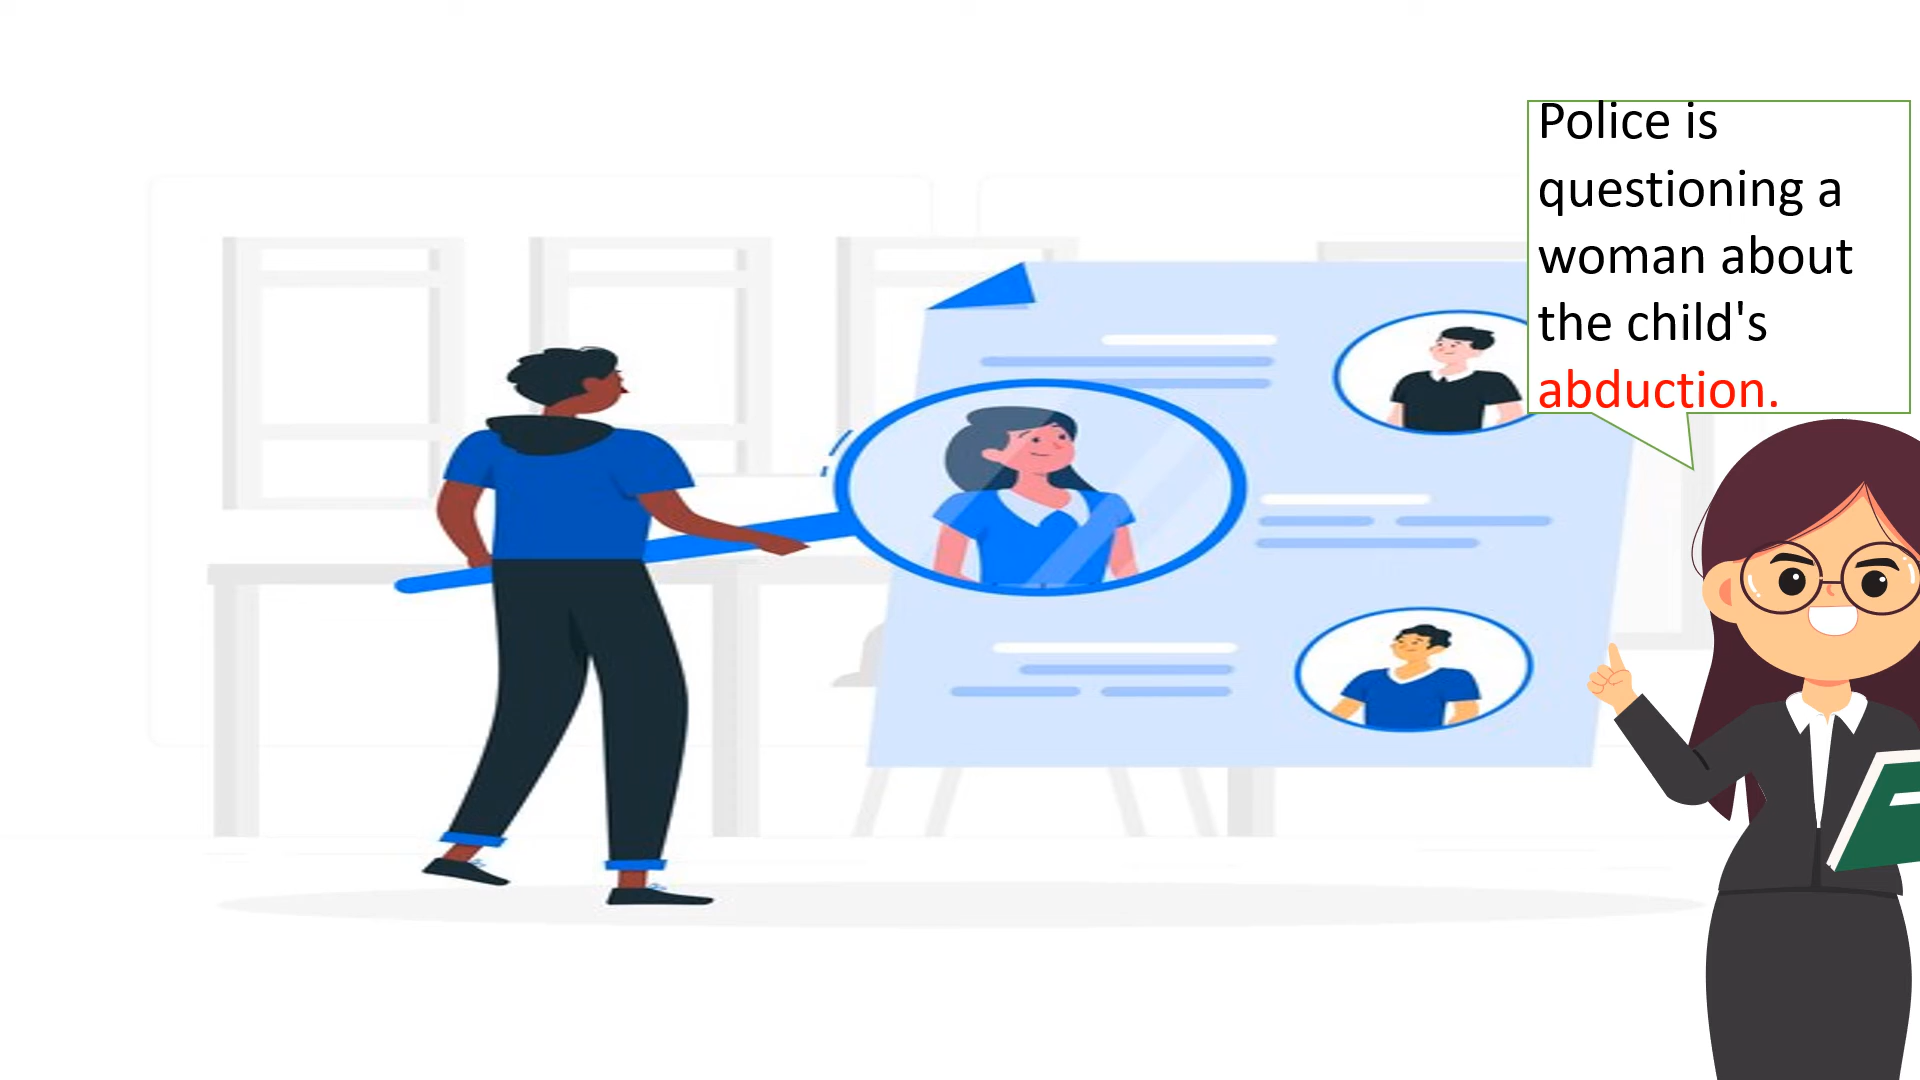 Police is
questioning a
woman about
the child's
abduction.